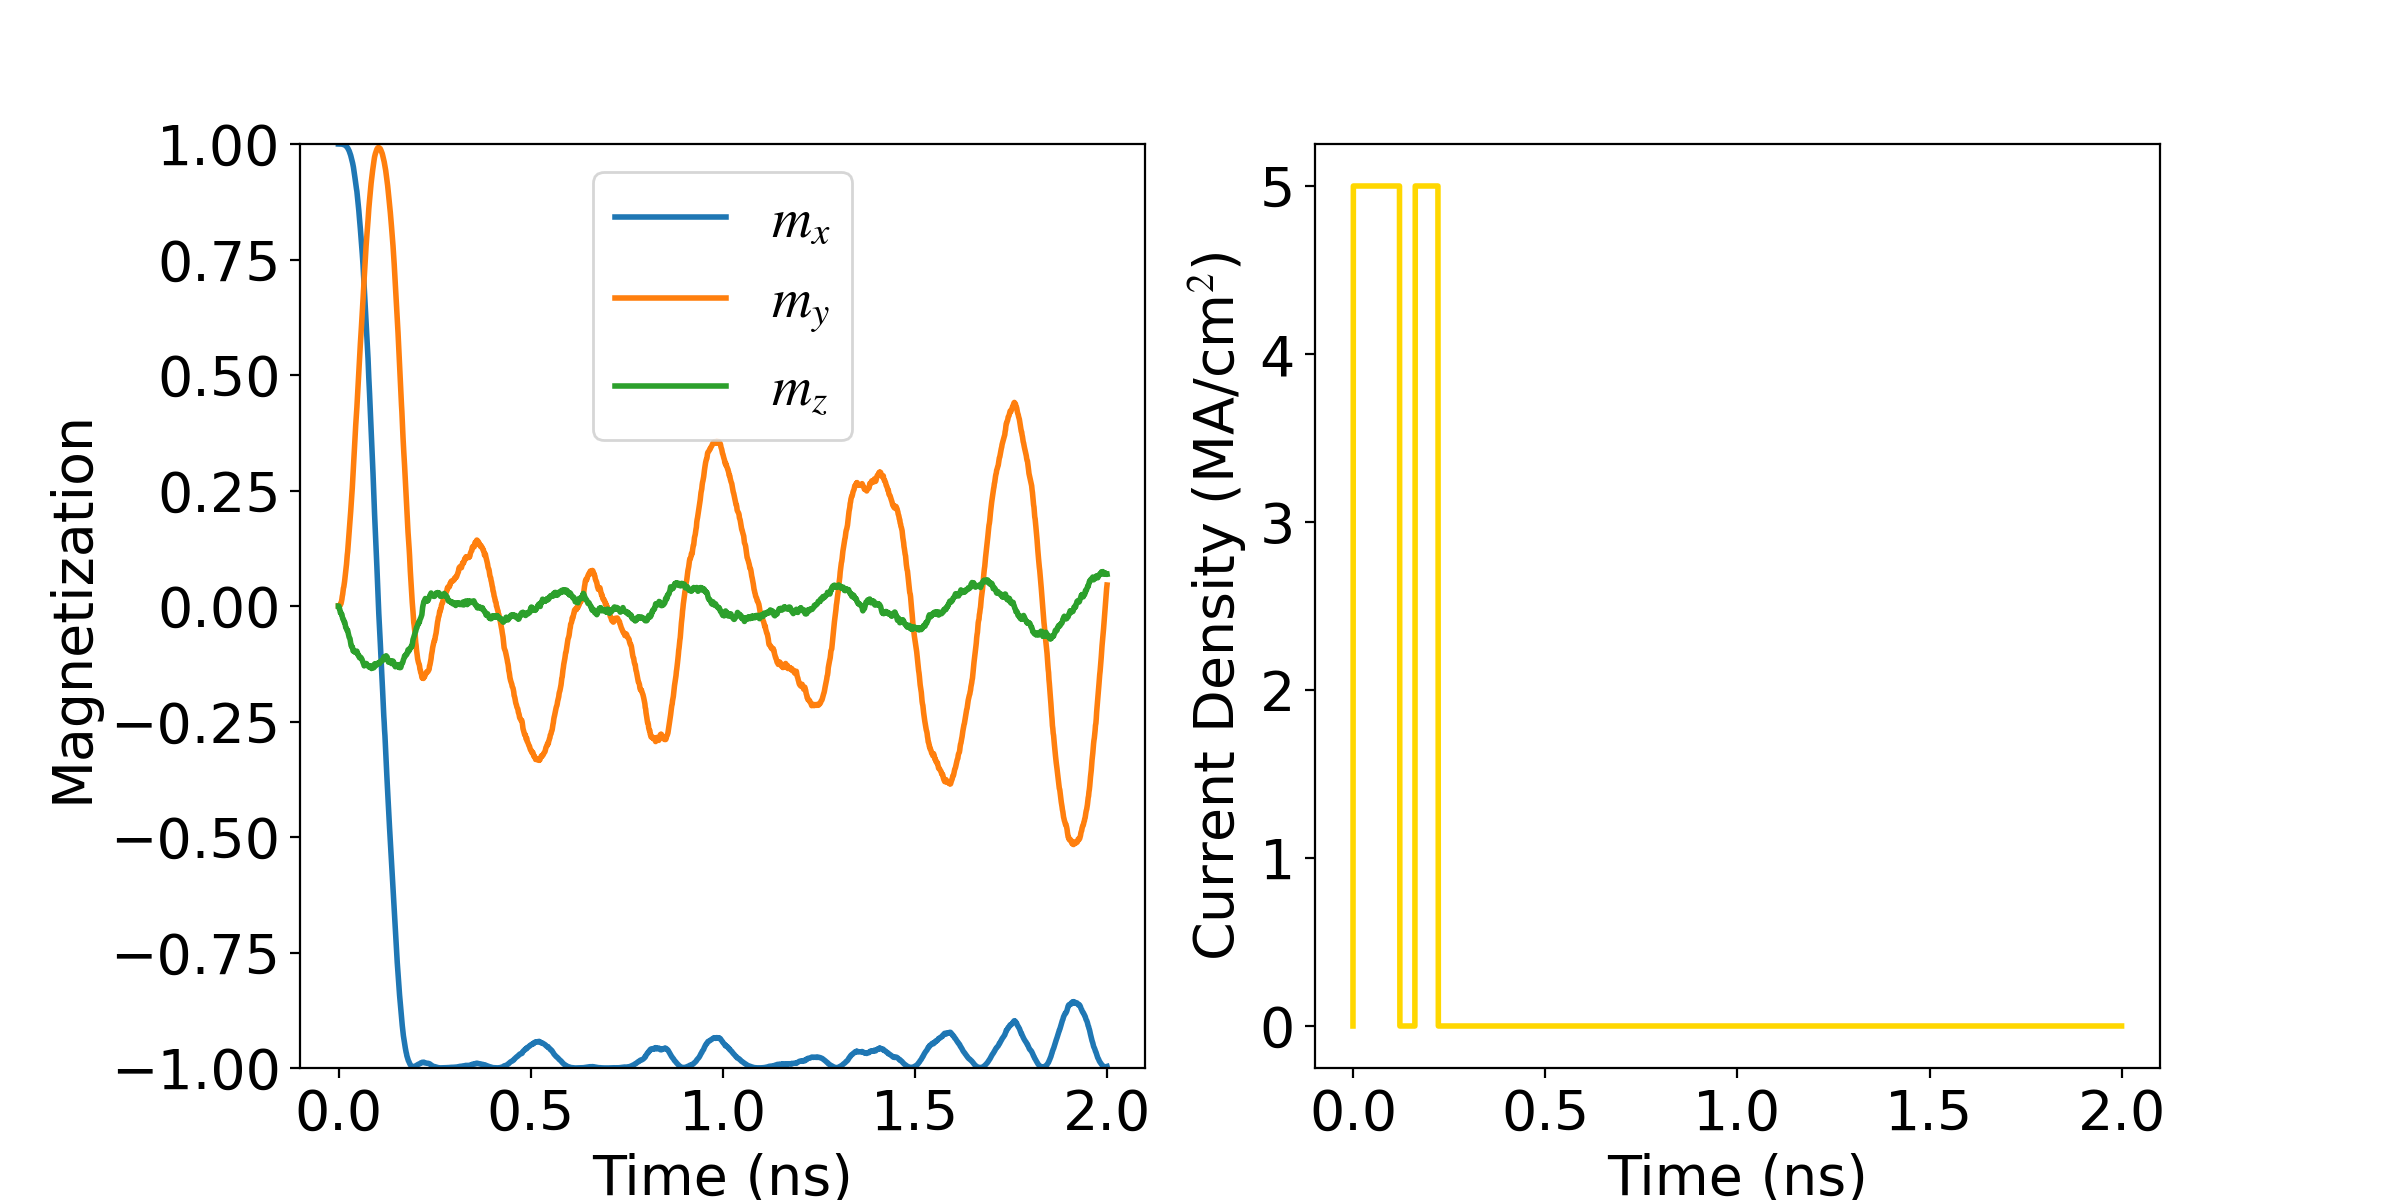 1.00
0.75
0.50
0.25
0.00
−0.25
−0.50
−0.75
−1.00
Magnetization
0.0 0.5 1.0 1.5 2.0
Time (ns)
m_x
m_y
m_z
5
4
3
2
1
0
Current Density (MA/cm²)
0.0 0.5 1.0 1.5 2.0
Time (ns)